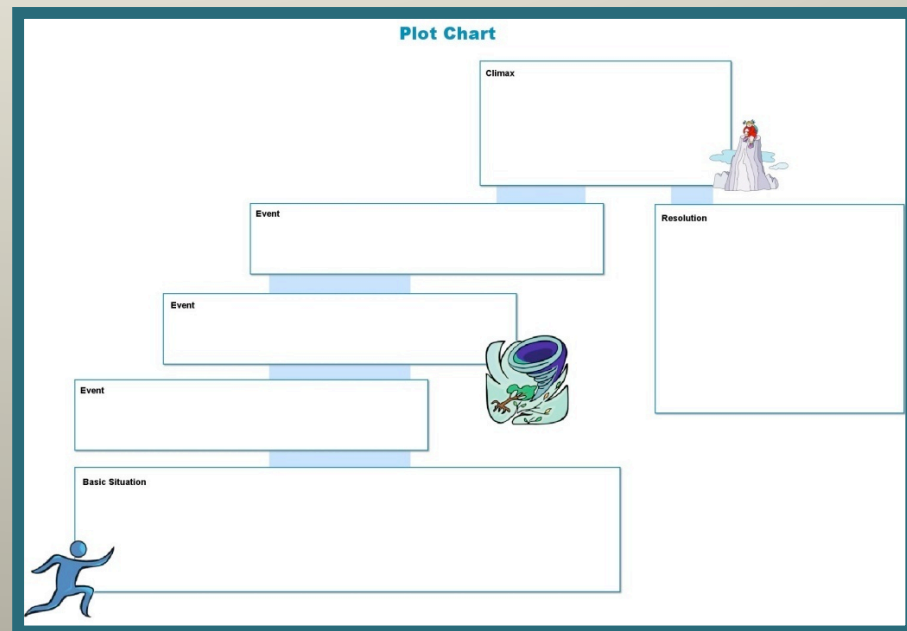 Plot Chart
Climax
Event
Resolution
Event
Event
Basic Situation